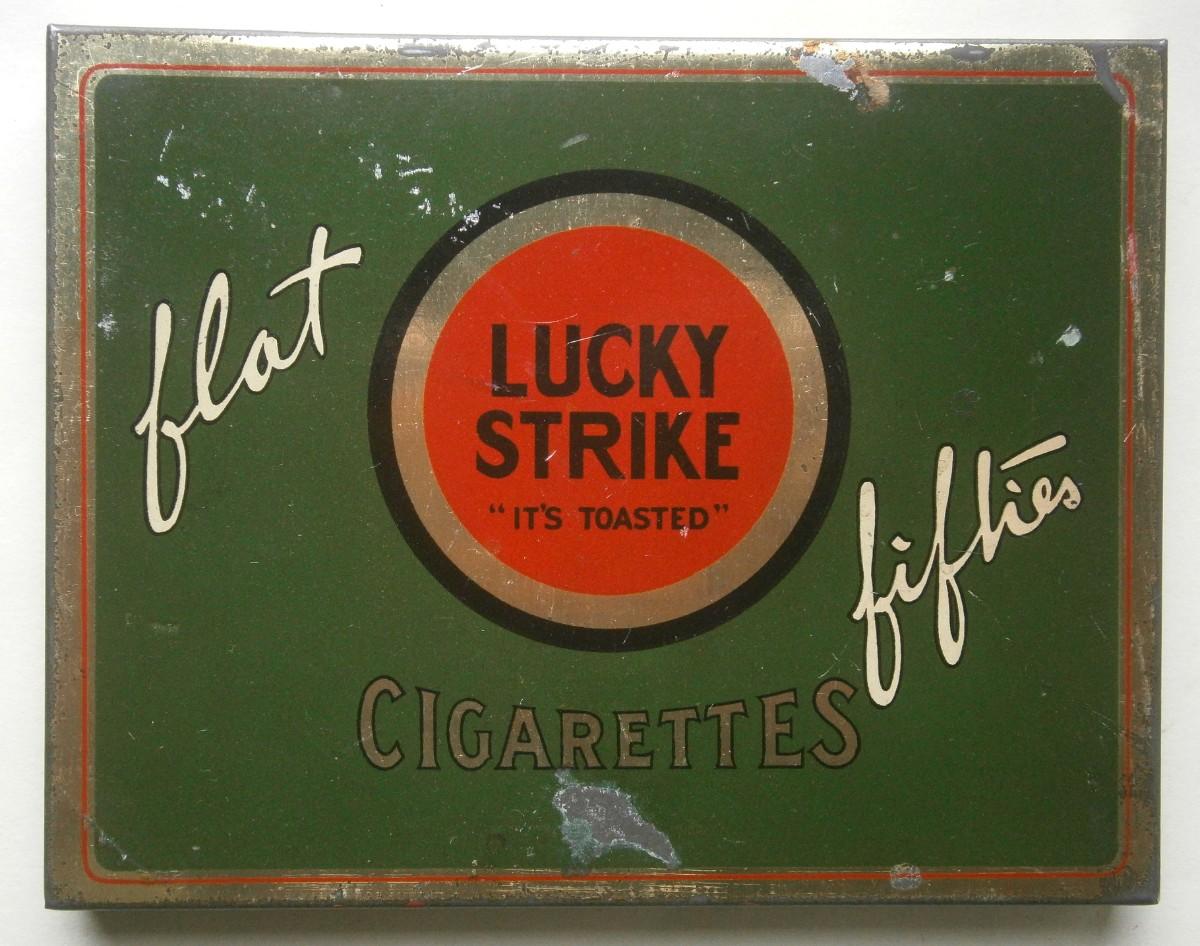 flat
LUCKY
STRIKE
"IT'S TOASTED"
fifties
CIGARETTES